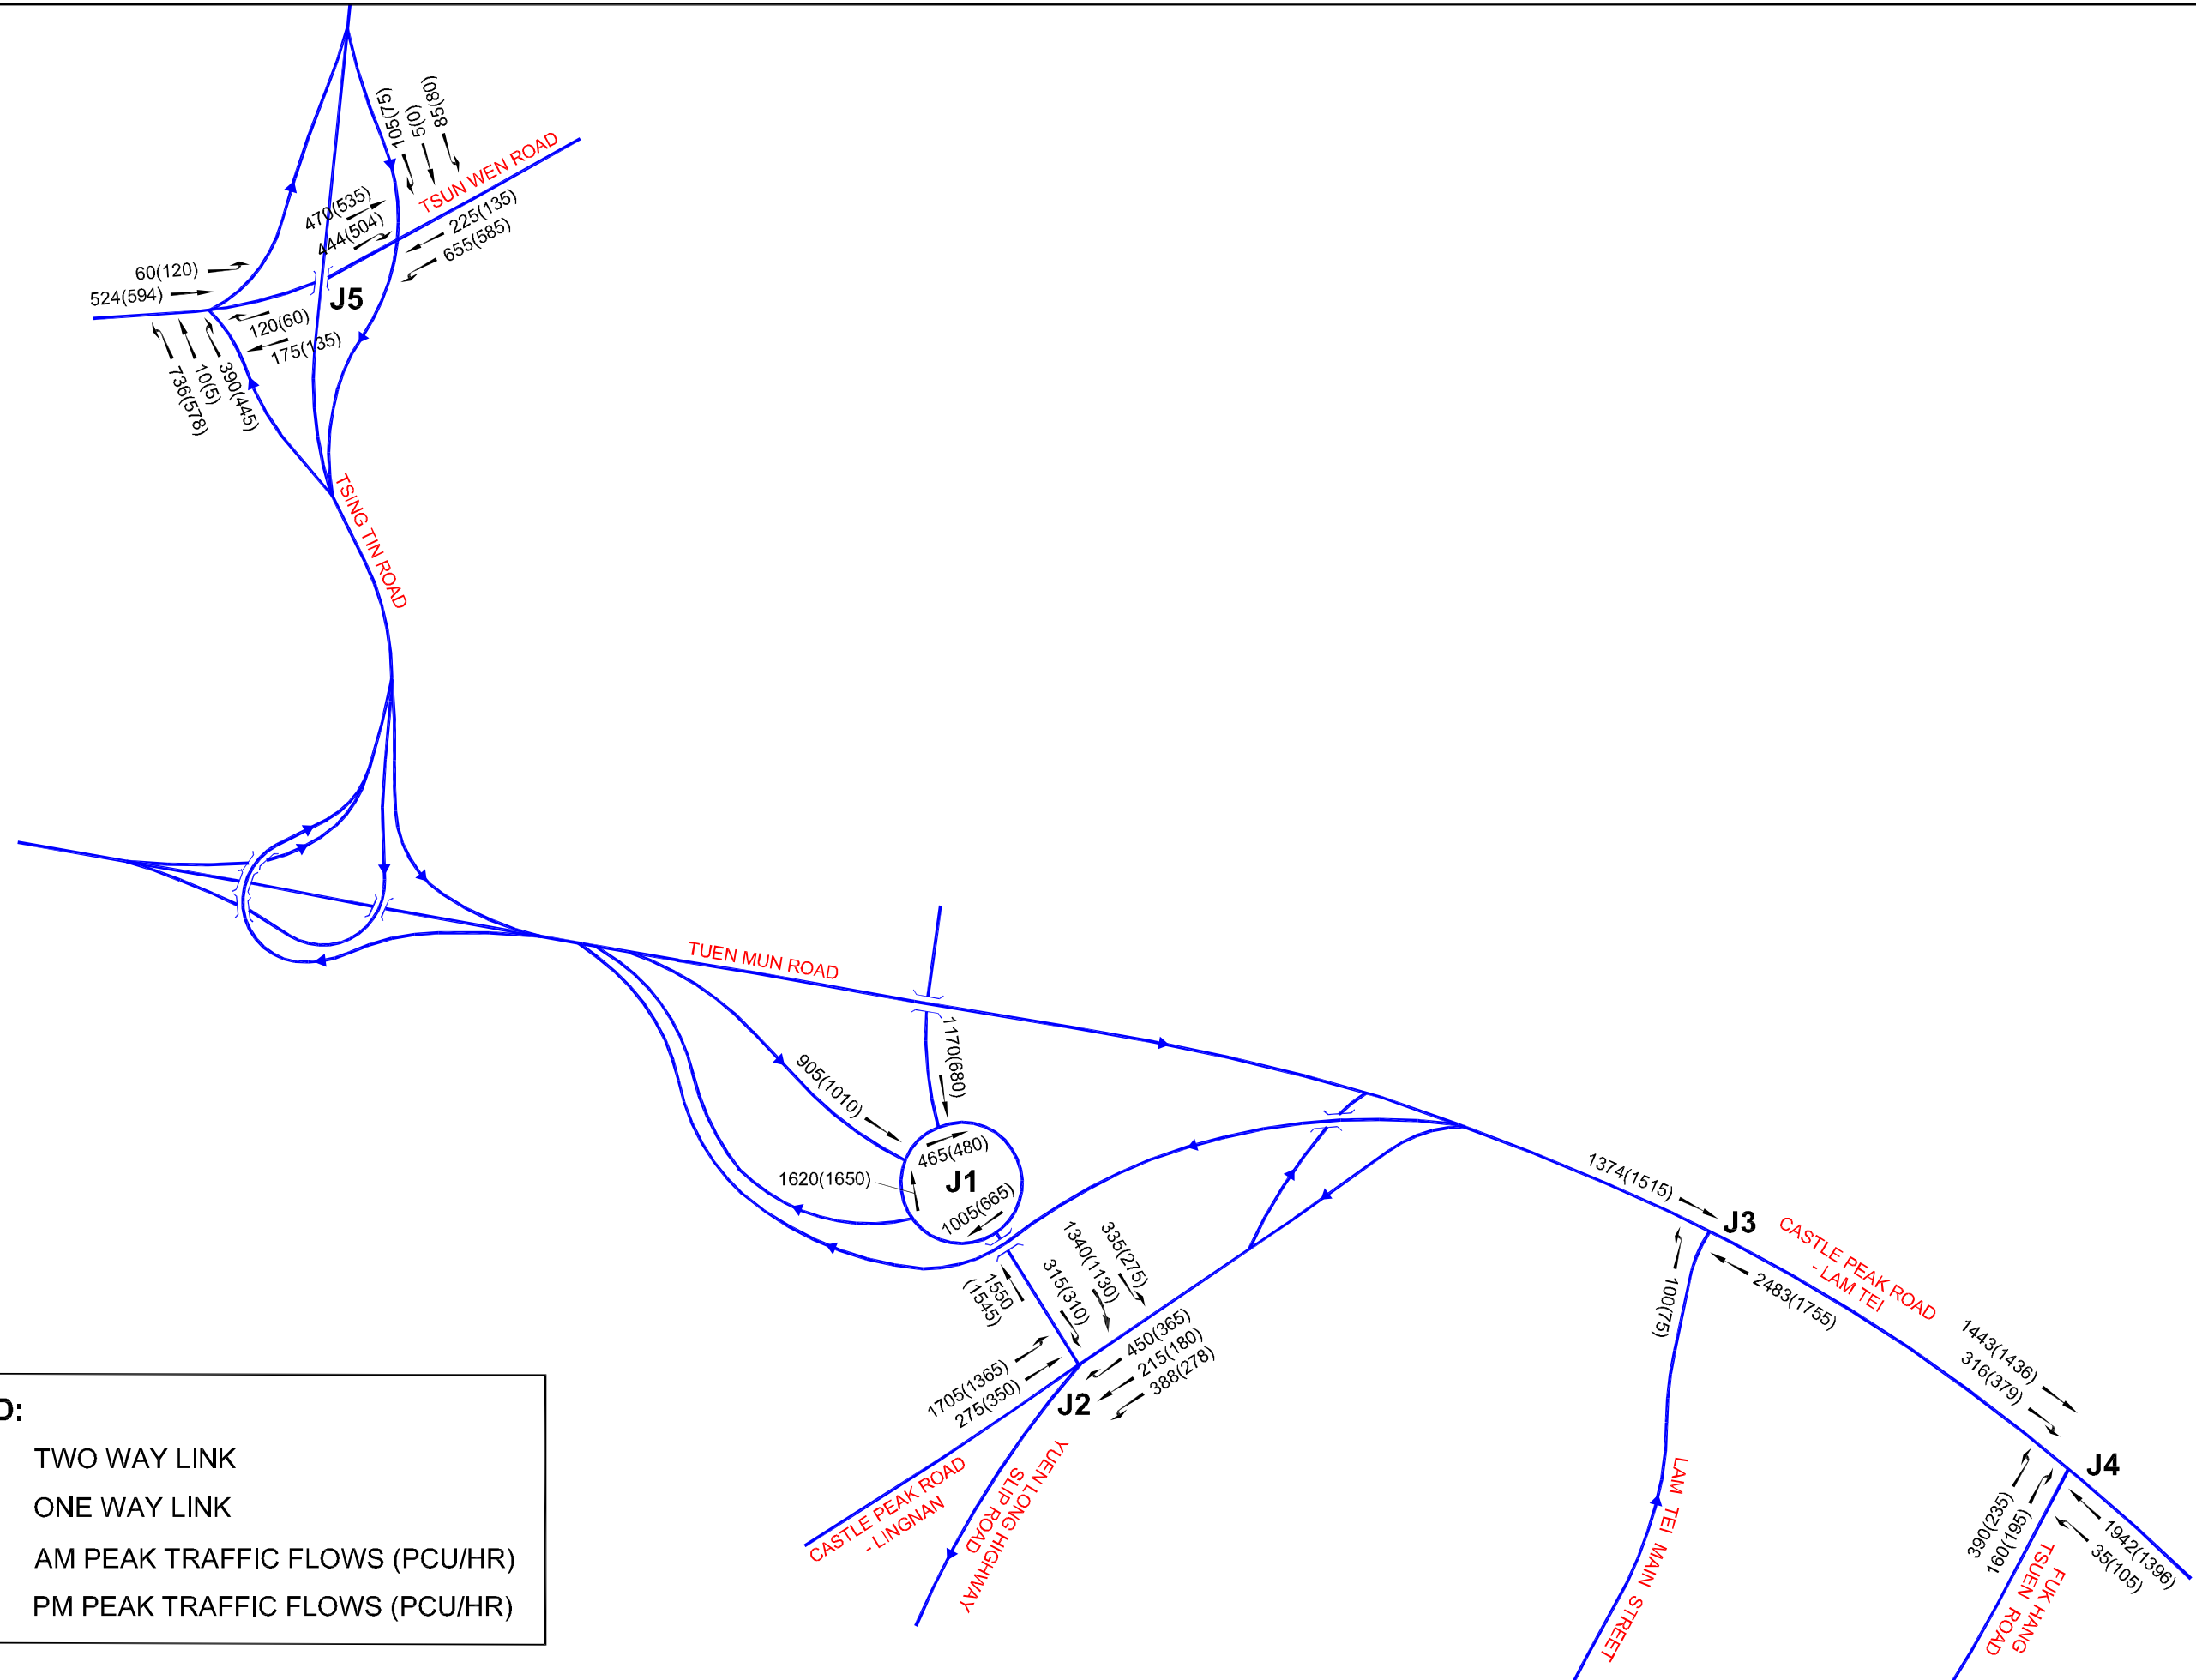 105(75)
5(0)
85(80)
TSUN WEN ROAD
470(535)
444(504)
225(135)
655(585)
60(120)
524(594)
J5
120(60)
175(135)
736(578)
10(5)
390(445)
TSING TIN ROAD
TUEN MUN ROAD
1170(680)
905(1010)
465(480)
J1
1620(1650)
1005(665)
1550
(1545)
315(310)
1340(1130)
335(275)
450(365)
215(180)
388(278)
1705(1365)
275(350)
J2
CASTLE PEAK ROAD
- LINGNAN
YUEN LONG HIGHWAY
SLIP ROAD
1374(1515)
J3
CASTLE PEAK ROAD
- LAM TEI
100(75)
2483(1755)
LAM TEI MAIN STREET
1443(1436)
316(379)
J4
390(235)
160(195)
1942(1396)
35(105)
FUK HANG
TSUEN ROAD
D:
TWO WAY LINK
ONE WAY LINK
AM PEAK TRAFFIC FLOWS (PCU/HR)
PM PEAK TRAFFIC FLOWS (PCU/HR)